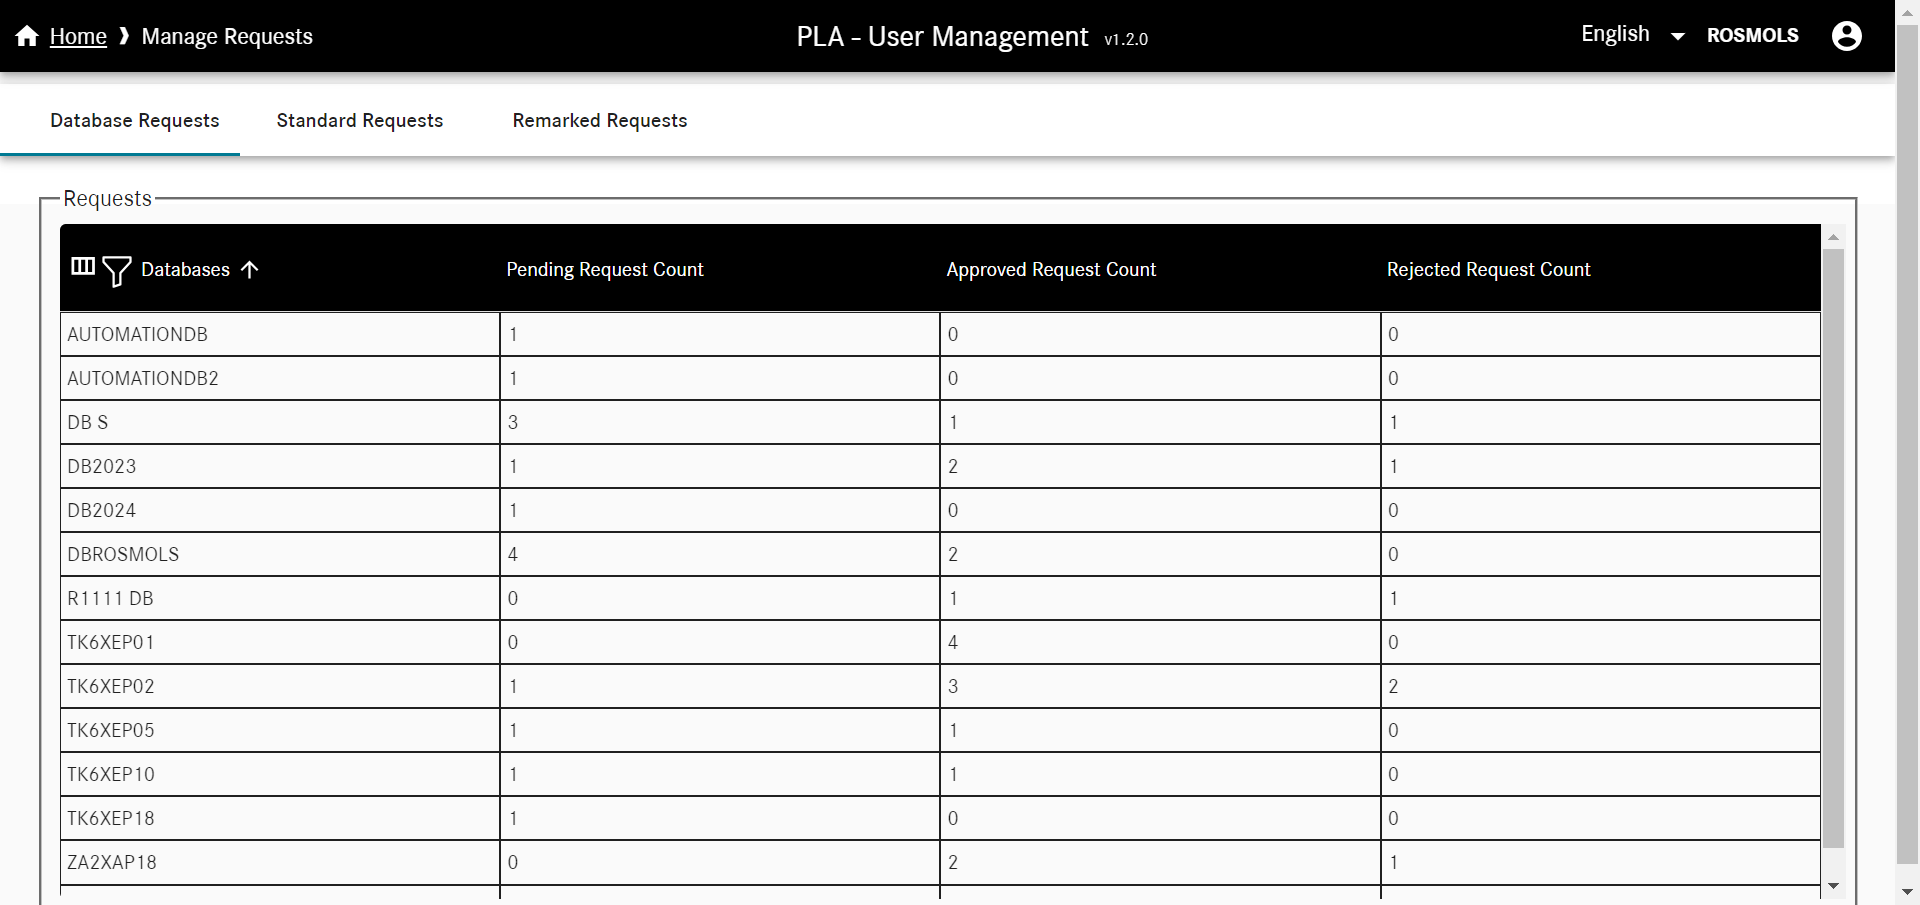 Home ❱ Manage Requests PLA - User Management v1.2.0 English ROSMOLS
Database Requests Standard Requests Remarked Requests
Requests
Databases Pending Request Count Approved Request Count Rejected Request Count
AUTOMATIONDB 1 0 0
AUTOMATIONDB2 1 0 0
DB S 3 1 1
DB2023 1 2 1
DB2024 1 0 0
DBROSMOLS 4 2 0
R1111 DB 0 1 1
TK6XEP01 0 4 0
TK6XEP02 1 3 2
TK6XEP05 1 1 0
TK6XEP10 1 1 0
TK6XEP18 1 0 0
ZA2XAP18 0 2 1